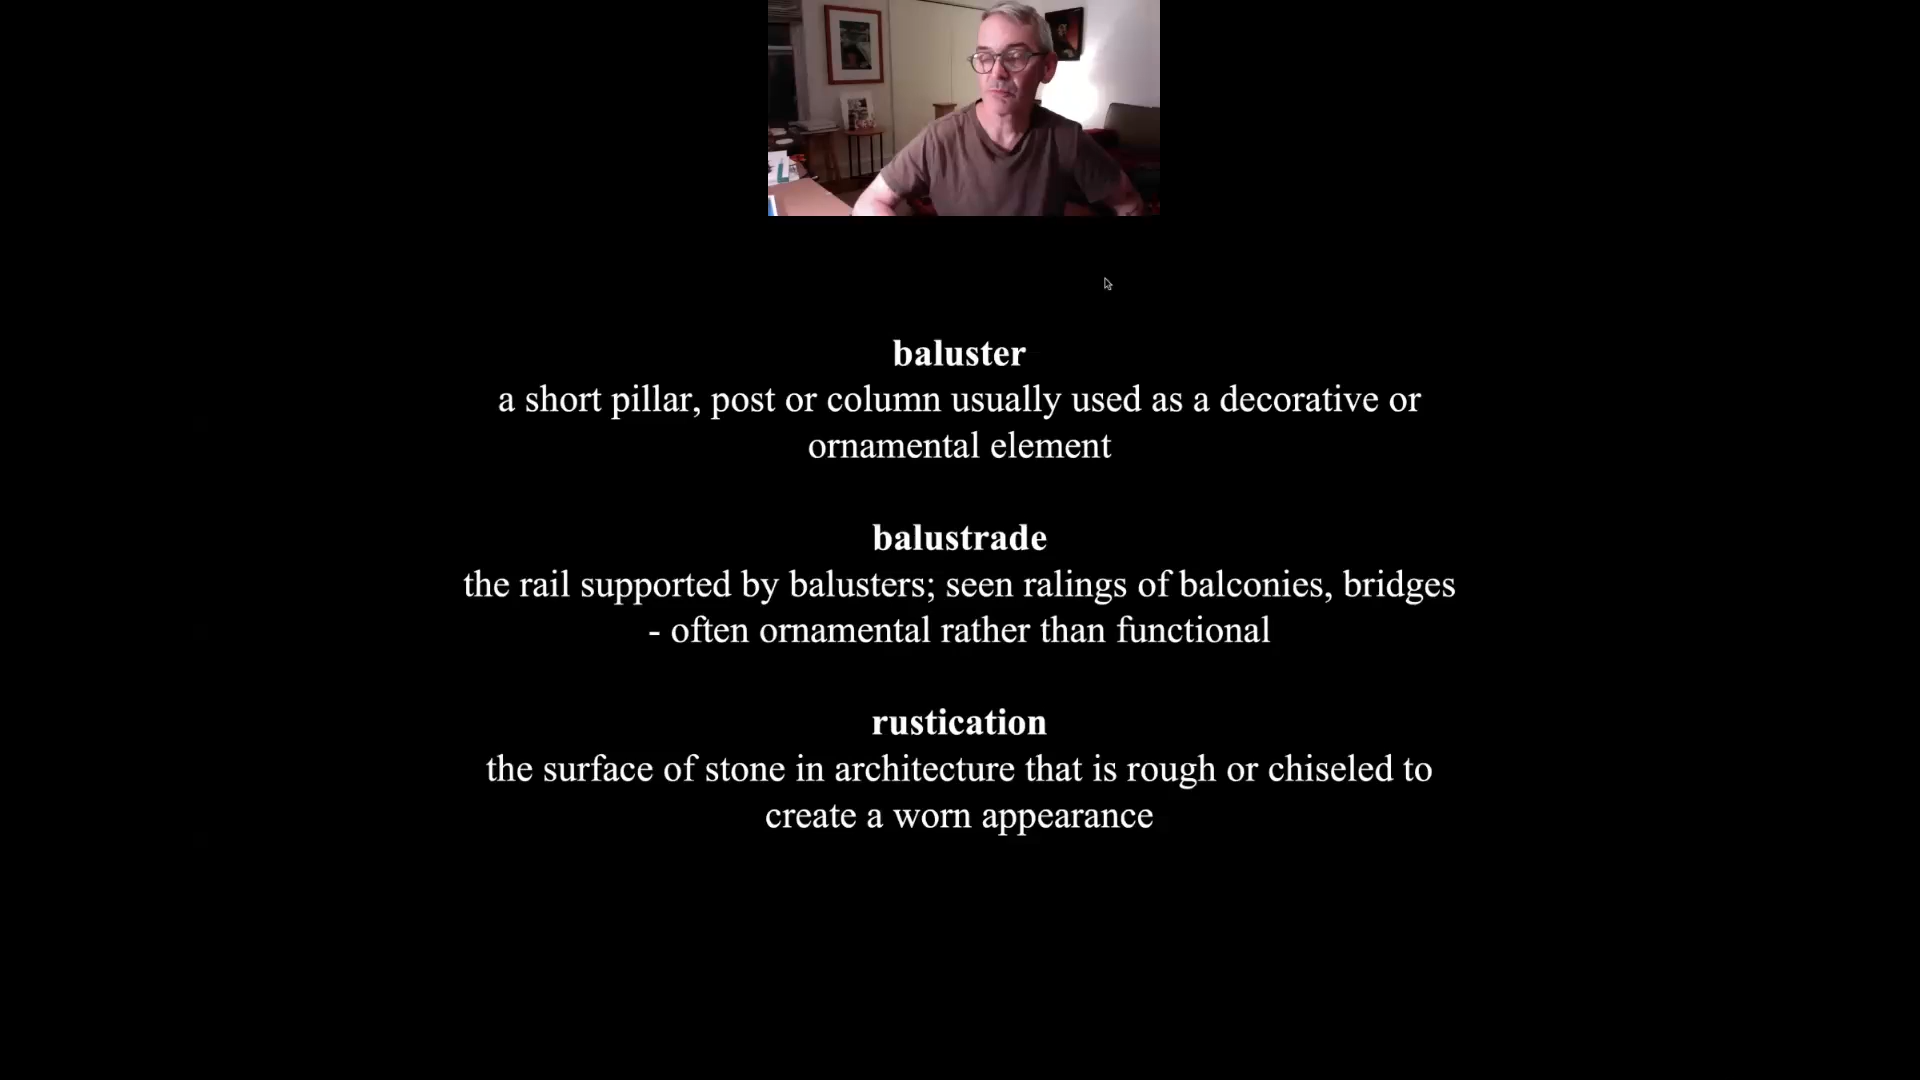 baluster
a short pillar, post or column usually used as a decorative or
ornamental element
balustrade
the rail supported by balusters; seen ralings of balconies, bridges
- often ornamental rather than functional
rustication
the surface of stone in architecture that is rough or chiseled to
create a worn appearance